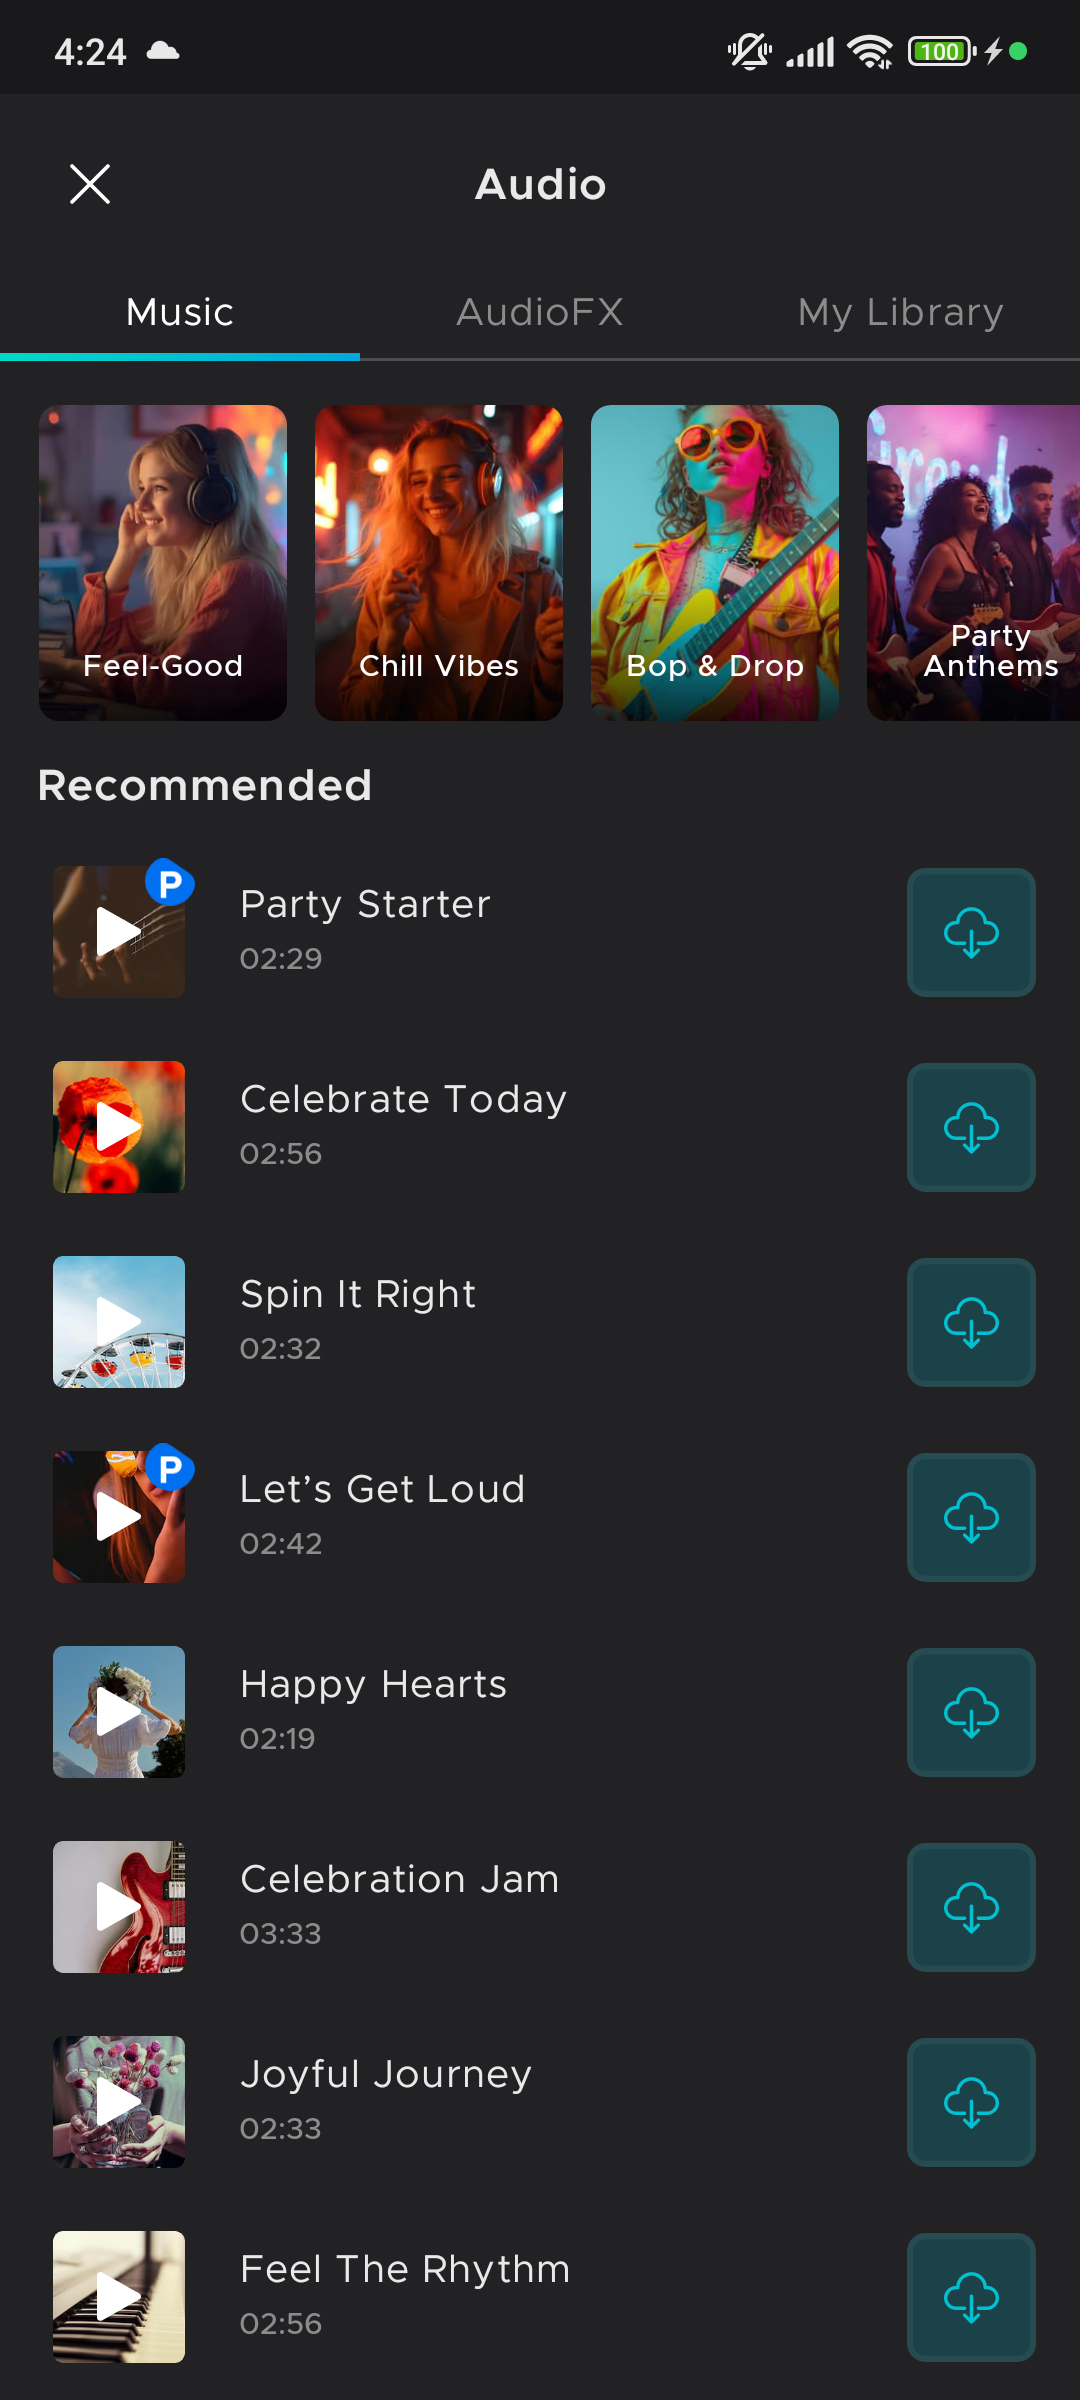 4:24
100
Audio
Music
AudioFX
My Library
Feel-Good
Chill Vibes
Bop & Drop
Party
Anthems
Recommended
P
Party Starter
02:29
Celebrate Today
02:56
Spin It Right
02:32
P
Let’s Get Loud
02:42
Happy Hearts
02:19
Celebration Jam
03:33
Joyful Journey
02:33
Feel The Rhythm
02:56